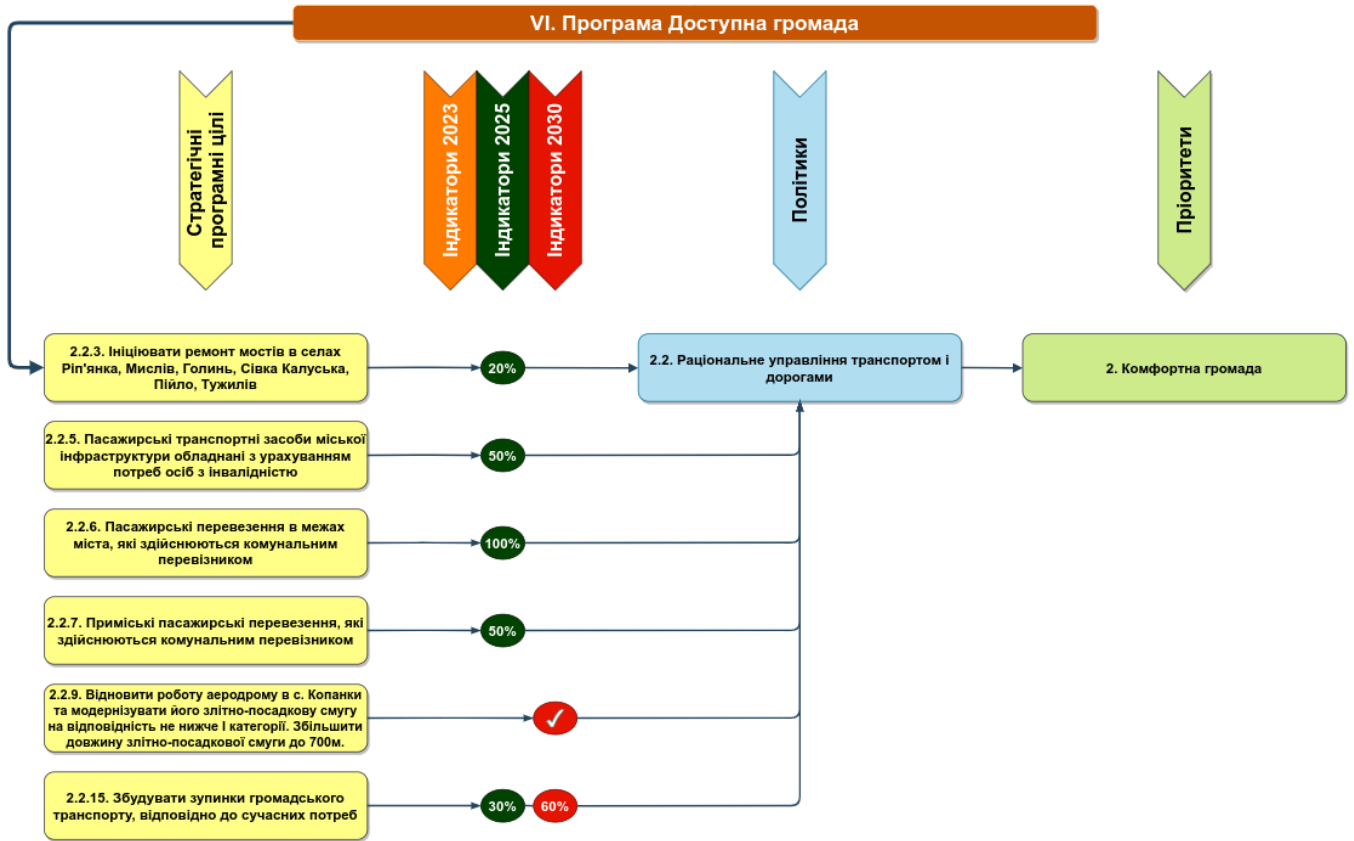 VI. Програма Доступна громада
Стратегічні
програмні цілі
Індикатори 2023
Індикатори 2025
Індикатори 2030
Політики
Пріоритети
2.2.3. Ініціювати ремонт мостів в селах
Ріп'янка, Мислів, Голинь, Сівка Калуська,
Пійло, Тужилів
20%
2.2. Раціональне управління транспортом і
дорогами
2. Комфортна громада
2.2.5. Пасажирські транспортні засоби міської
інфраструктури обладнані з урахуванням
потреб осіб з інвалідністю
50%
2.2.6. Пасажирські перевезення в межах
міста, які здійснюються комунальним
перевізником
100%
2.2.7. Приміські пасажирські перевезення, які
здійснюються комунальним перевізником
50%
2.2.9. Відновити роботу аеродрому в с. Копанки
та модернізувати його злітно-посадкову смугу
на відповідність не нижче І категорії. Збільшити
довжину злітно-посадкової смуги до 700м.
✓
2.2.15. Збудувати зупинки громадського
транспорту, відповідно до сучасних потреб
30%
60%